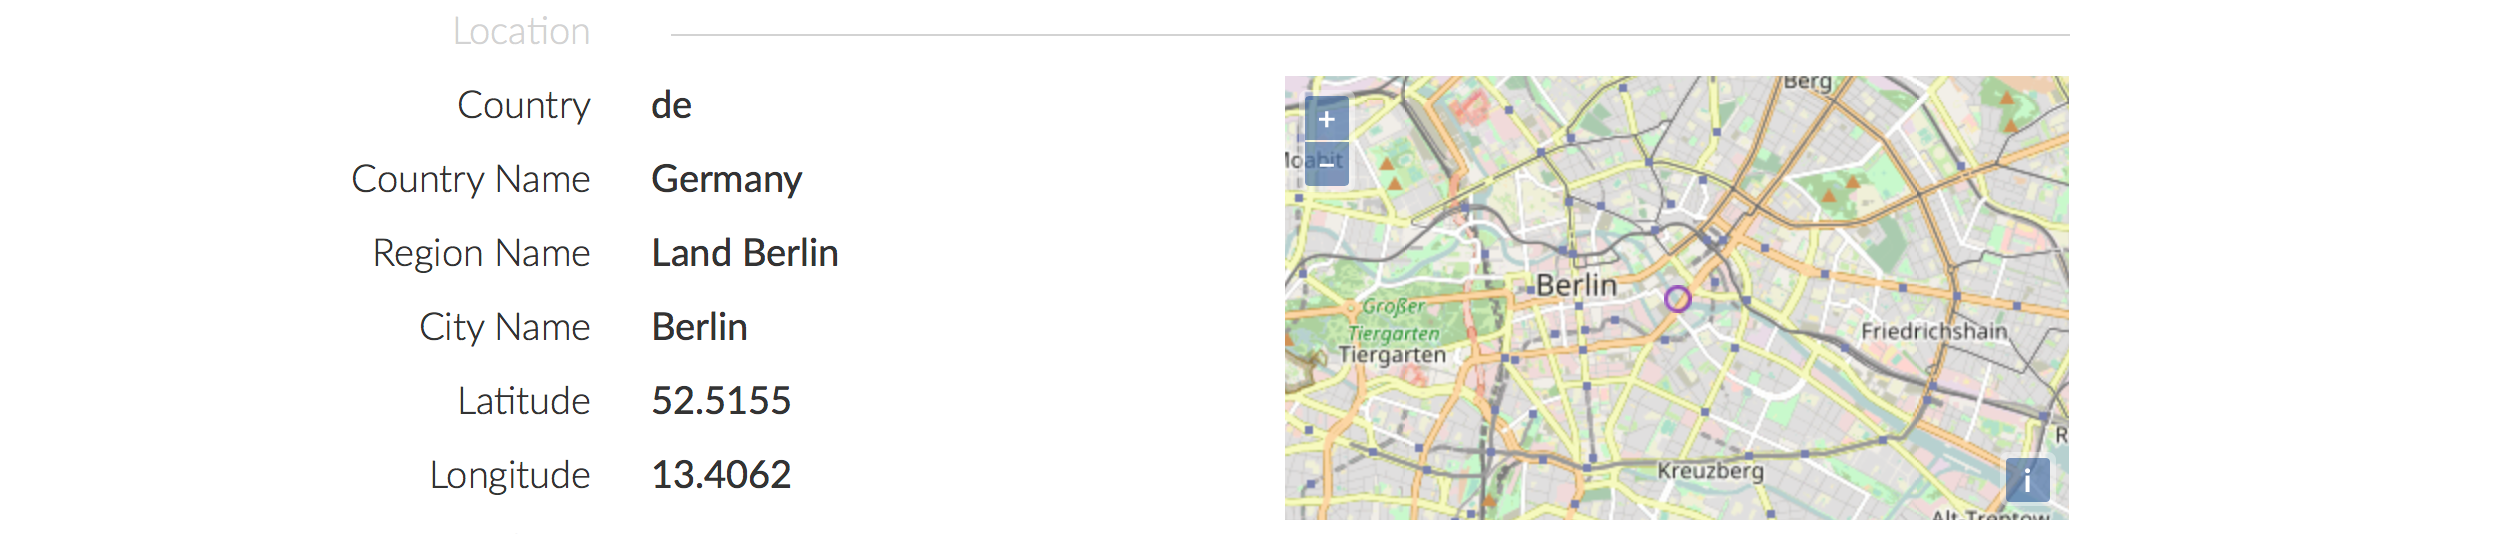 Location
Country de
Country Name Germany
Region Name Land Berlin
City Name Berlin
Latitude 52.5155
Longitude 13.4062
Berg
+
Moabit
−
Berlin
Großer
Tiergarten
Tiergarten
Friedrichshain
R
Kreuzberg
i
Alt-Treptow